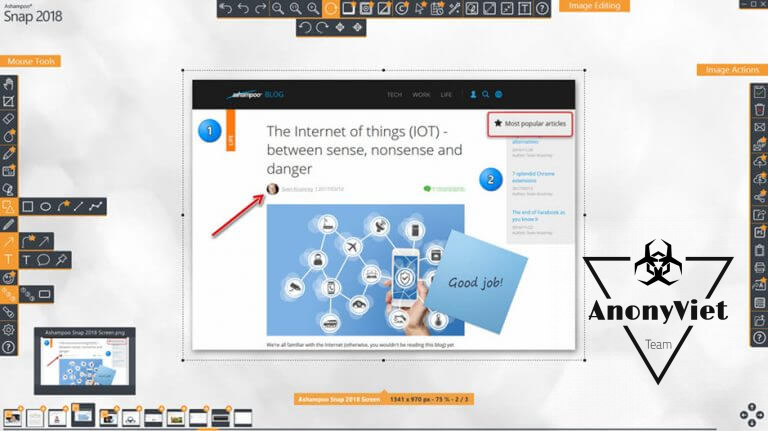 Ashampoo®
Snap 2018
Image Editing
Mouse Tools
Image Actions
ashampoo BLOG
TECH WORK LIFE
1
LIFE
The Internet of things (IOT) -
between sense, nonsense and
danger
Most popular articles
alternatives
2
7 splendid Chrome
extensions
The end of Facebook as
you know it
Good job!
We're all familiar with the Internet (otherwise, you wouldn't be reading this blog) yet
AnonyViet
Team
Ashampoo Snap 2018 Screen.png
Ashampoo Snap 2018 Screen 1341 x 970 px - 75 % - 2 / 3